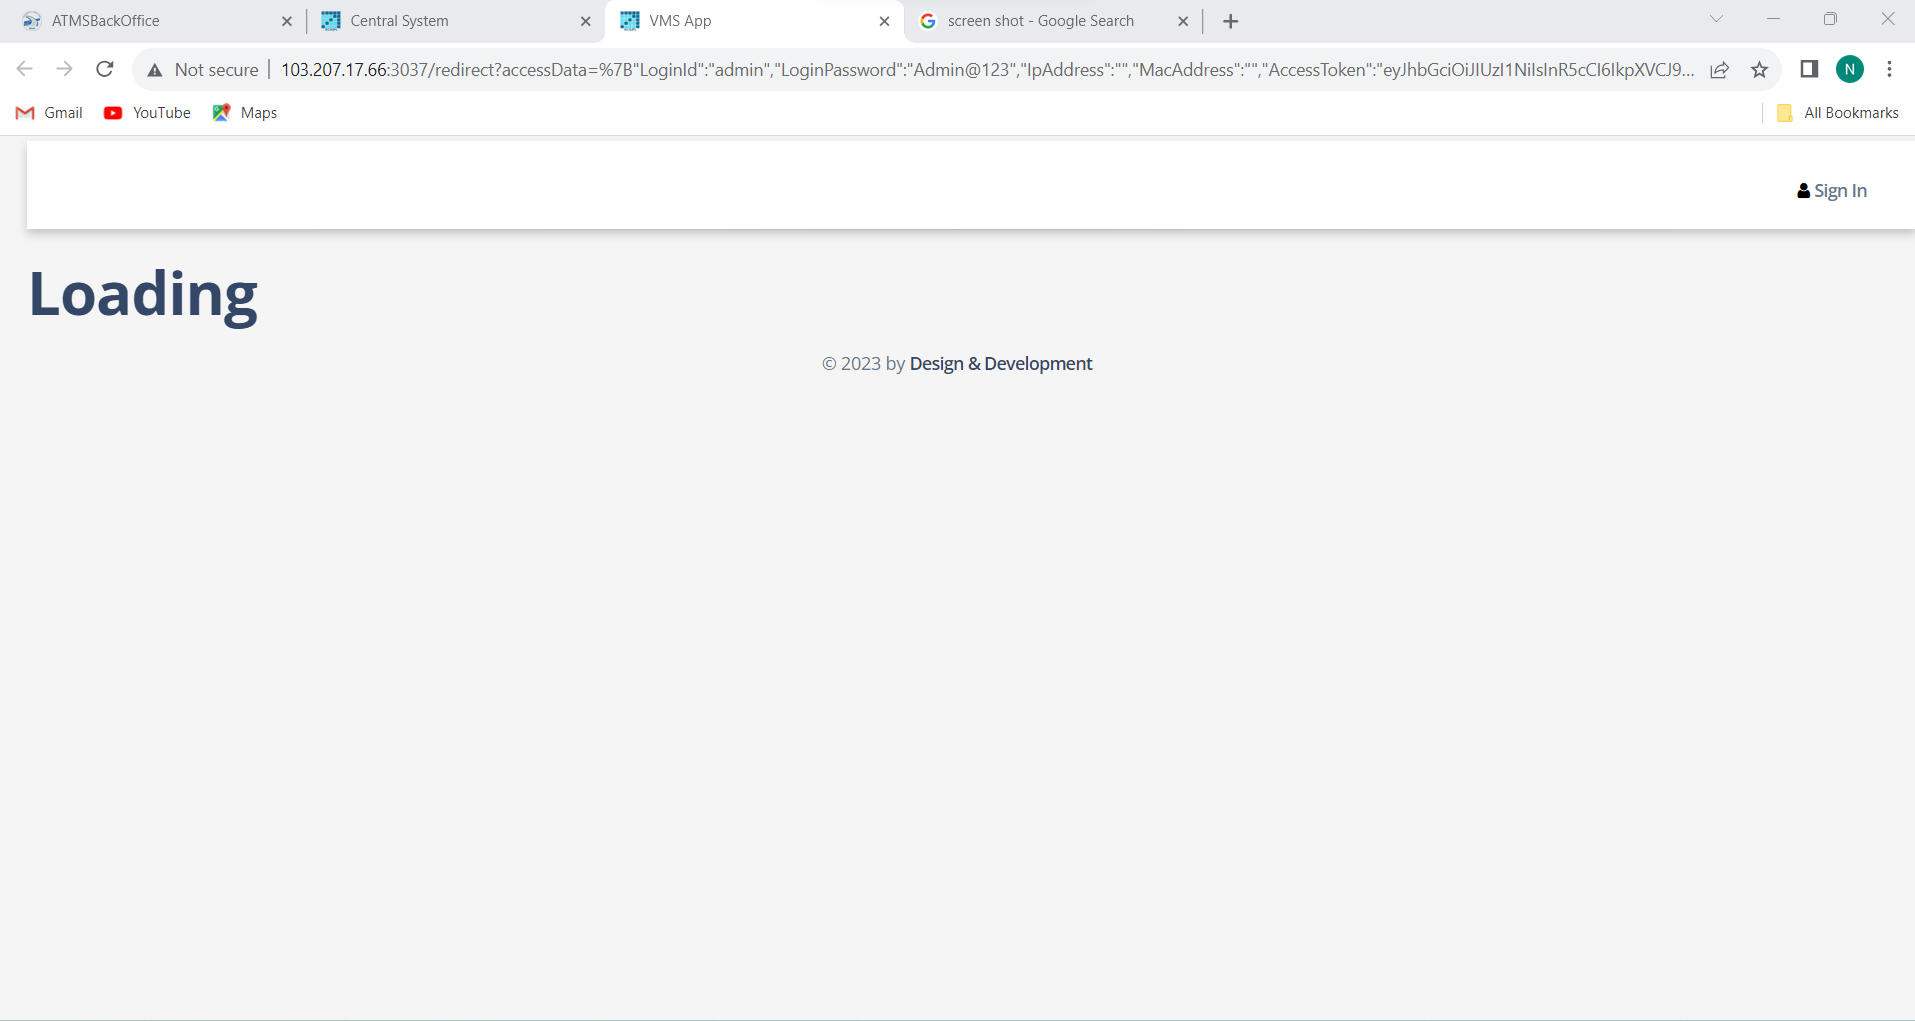 ATMSBackOffice
Central System
VMS App
screen shot - Google Search
Not secure
103.207.17.66:3037/redirect?accessData=%7B"LoginId":"admin","LoginPassword":"Admin@123","IpAddress":"","MacAddress":"","AccessToken":"eyJhbGciOiJIUzI1NiIsInR5cCI6IkpXVCJ9...
N
Gmail
YouTube
Maps
All Bookmarks
Sign In
Loading
© 2023 by Design & Development